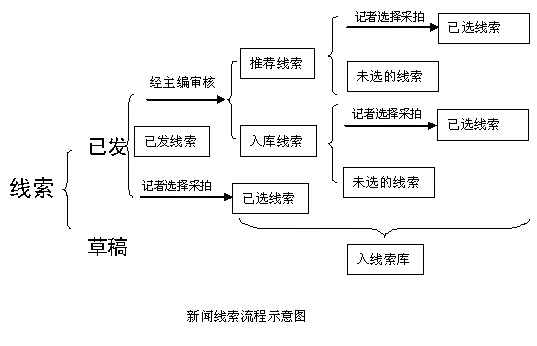 记者选择采拍
已选线索
推荐线索
未选的线索
经主编审核
记者选择采拍
已选线索
已发
已发线索
入库线索
未选的线索
线索
记者选择采拍
已选线索
草稿
入线索库
新闻线索流程示意图